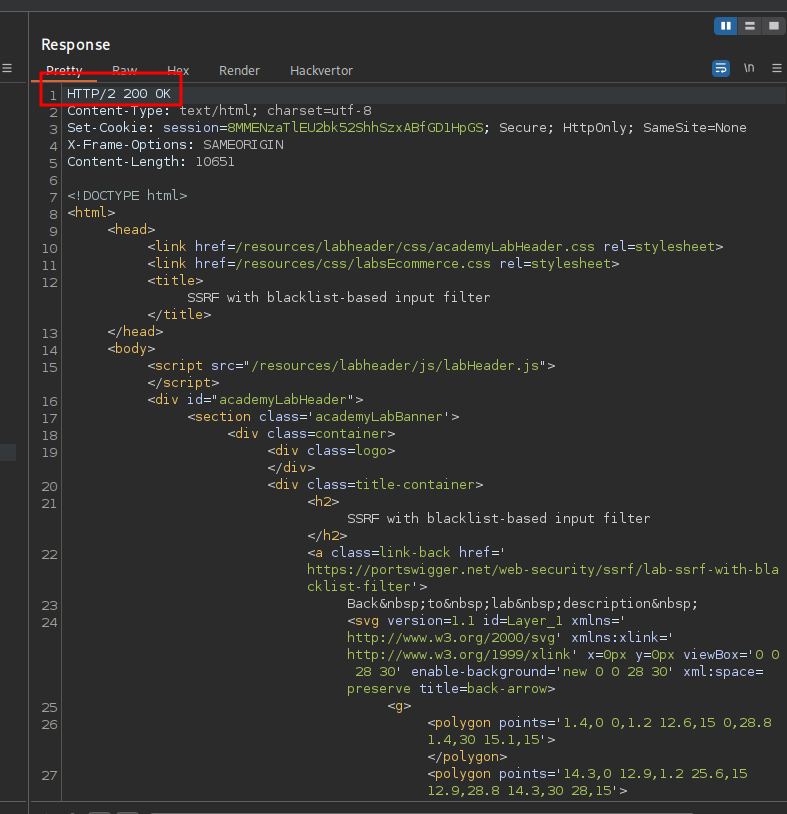 Response
Pretty Raw Hex Render Hackvertor \n
1 HTTP/2 200 OK
2 Content-Type: text/html; charset=utf-8
3 Set-Cookie: session=8MMENzaTlEU2bk52ShhSzxABfGD1HpGS; Secure; HttpOnly; SameSite=None
4 X-Frame-Options: SAMEORIGIN
5 Content-Length: 10651
6
7 <!DOCTYPE html>
8 <html>
9 <head>
10 <link href=/resources/labheader/css/academyLabHeader.css rel=stylesheet>
11 <link href=/resources/css/labsEcommerce.css rel=stylesheet>
12 <title>
SSRF with blacklist-based input filter
</title>
13 </head>
14 <body>
15 <script src="/resources/labheader/js/labHeader.js">
</script>
16 <div id="academyLabHeader">
17 <section class='academyLabBanner'>
18 <div class=container>
19 <div class=logo>
</div>
20 <div class=title-container>
21 <h2>
SSRF with blacklist-based input filter
</h2>
22 <a class=link-back href='
https://portswigger.net/web-security/ssrf/lab-ssrf-with-bla
cklist-filter'>
23 Back&nbsp;to&nbsp;lab&nbsp;description&nbsp;
24 <svg version=1.1 id=Layer_1 xmlns='
http://www.w3.org/2000/svg' xmlns:xlink='
http://www.w3.org/1999/xlink' x=0px y=0px viewBox='0 0
28 30' enable-background='new 0 0 28 30' xml:space=
preserve title=back-arrow>
25 <g>
26 <polygon points='1.4,0 0,1.2 12.6,15 0,28.8
1.4,30 15.1,15'>
</polygon>
27 <polygon points='14.3,0 12.9,1.2 25.6,15
12.9,28.8 14.3,30 28,15'>